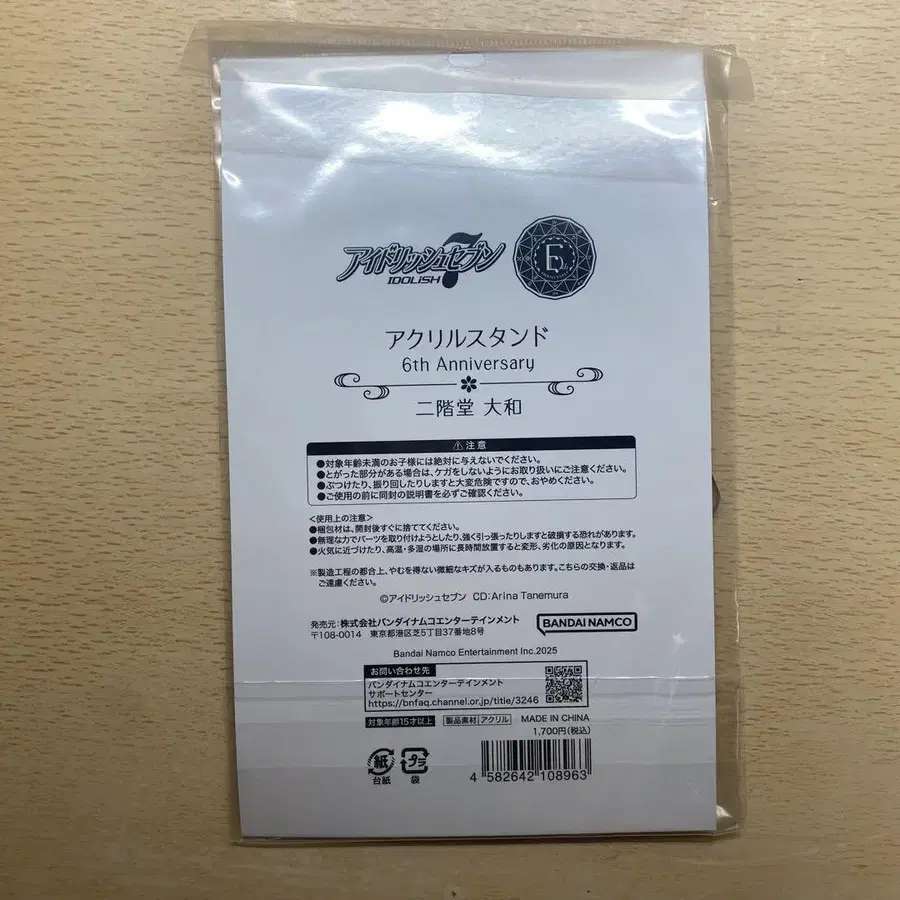 アイドリッシュセブン
IDOLiSH7
アクリルスタンド
6th Anniversary
二階堂 大和
注意
●対象年齢未満のお子様には絶対に与えないでください。
●とがった部分がある場合は、ケガをしないようにお取り扱いにご注意ください。
●ぶつけたり、振り回したりしますと大変危険ですので、おやめください。
●ご使用の前に同封の説明書を必ずご確認ください。
<使用上の注意>
●梱包材は、開封後すぐに捨ててください。
●無理な力でパーツを取り付けようとしたり、強く引っ張ったりしますと破損する恐れがあります。
●火気に近づけたり、高温・多湿の場所に長時間放置すると変形、劣化の原因となります。
※製造工程の都合上、やむを得ない微細なキズが入るものもあります。こちらの交換・返品は
ご遠慮ください。
©アイドリッシュセブン CD:Arina Tanemura
発売元:株式会社バンダイナムコエンターテインメント
〒108-0014 東京都港区芝5丁目37番地8号
BANDAI NAMCO
Bandai Namco Entertainment Inc.2025
お問い合わせ先
バンダイナムコエンターテインメント
サポートセンター
https://bnfaq.channel.or.jp/title/3246
対象年齢15才以上 製品素材 アクリル MADE IN CHINA
1,700円(税込)
紙 プラ
台紙 袋
4 582642 108963